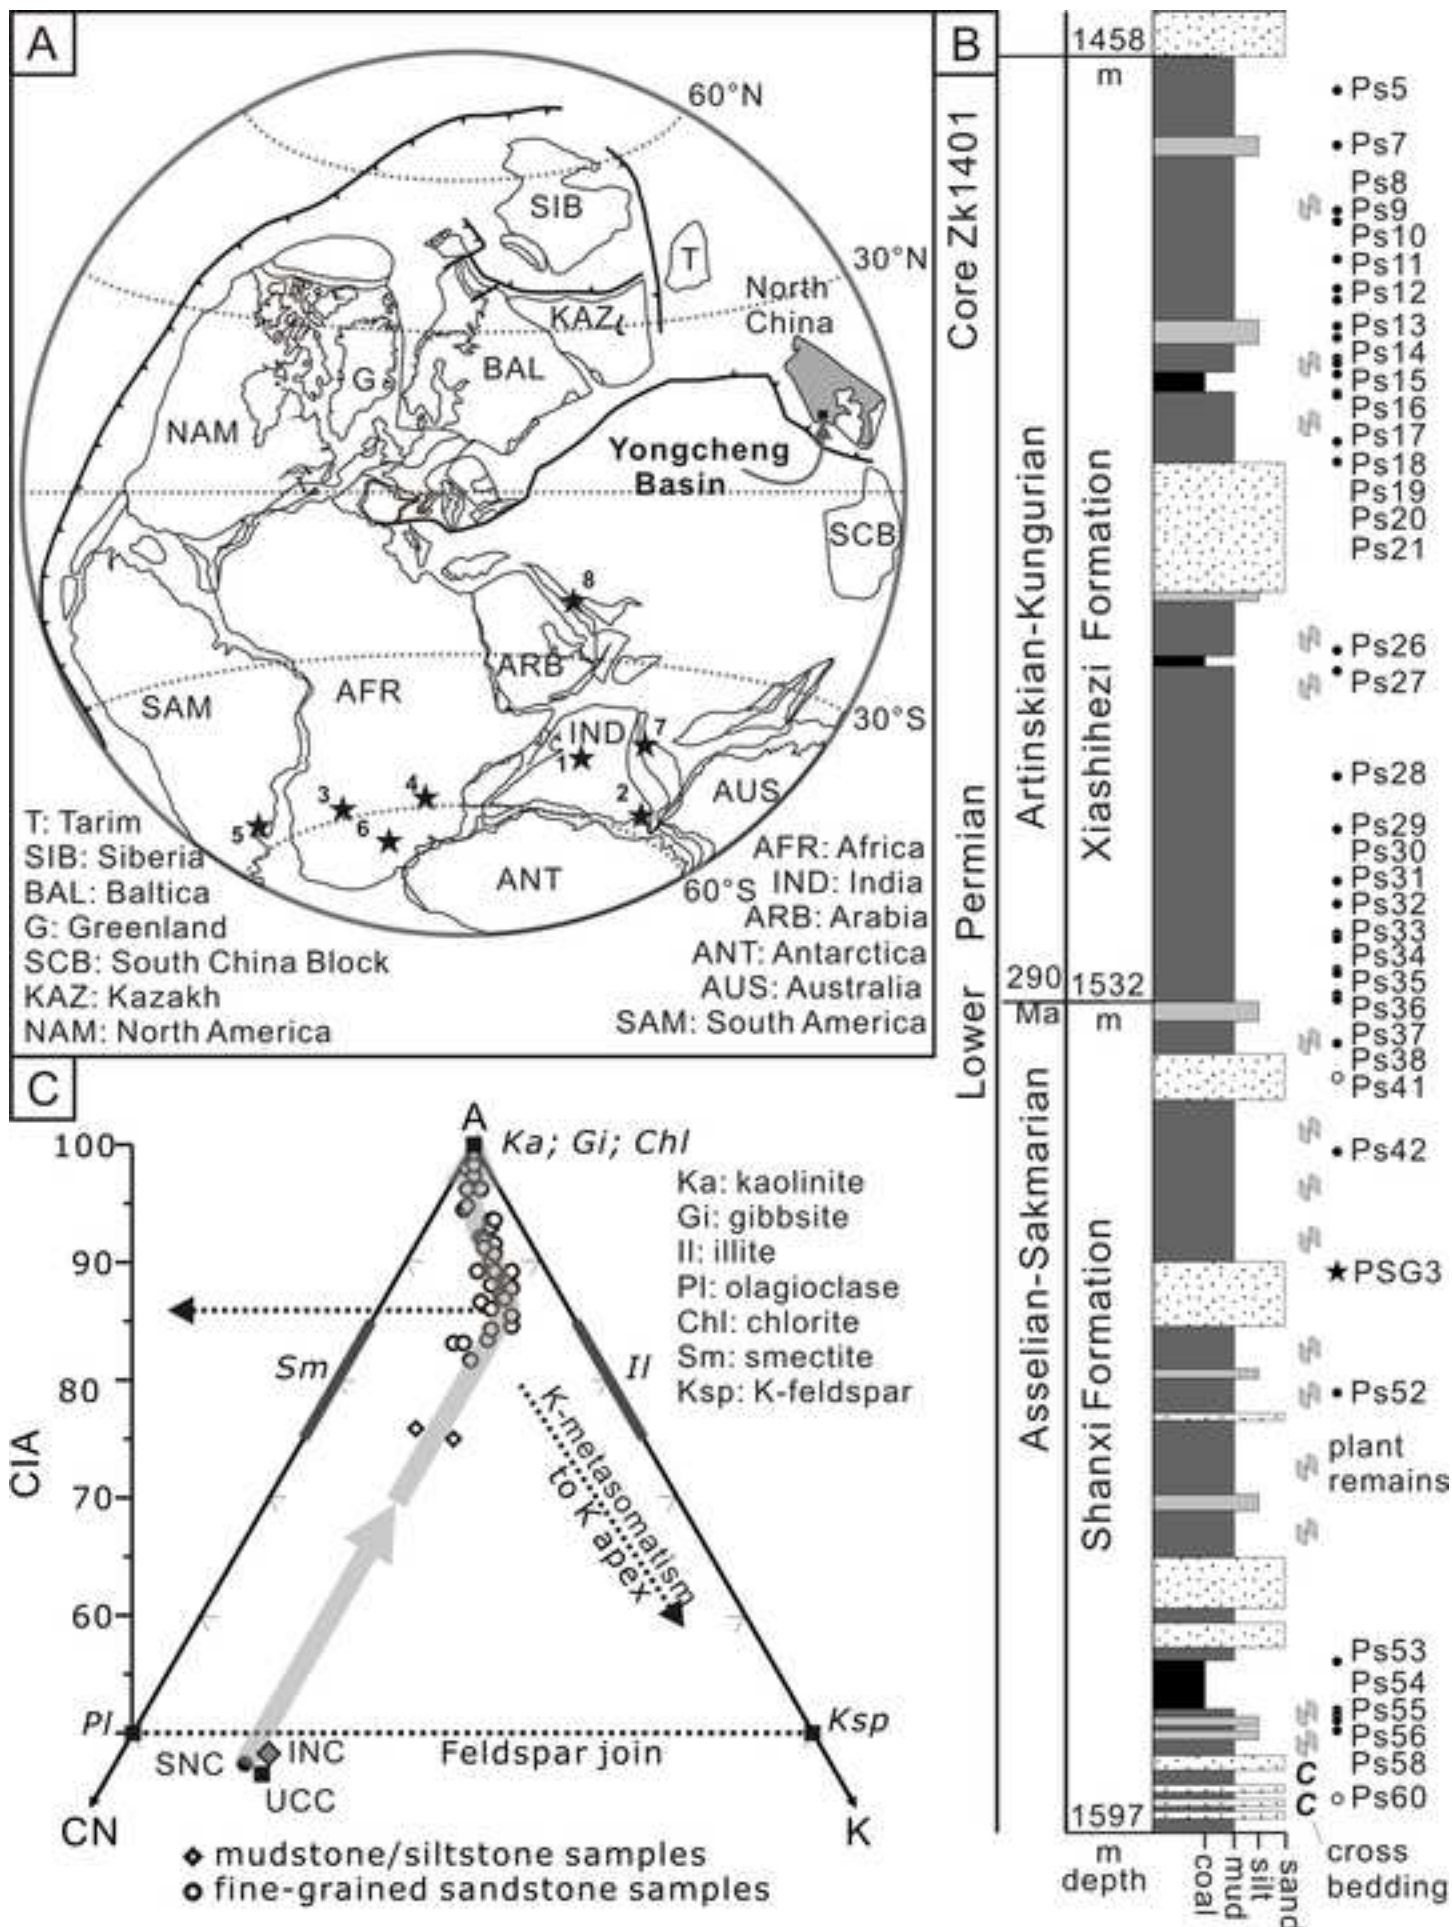 A
60°N
SIB
T
30°N
North
China
KAZ
G
BAL
NAM
Yongcheng
Basin
SCB
8
ARB
AFR
SAM
30°S
IND
7
1
AUS
3
4
2
5
6
ANT
60°S
T: Tarim
SIB: Siberia
BAL: Baltica
G: Greenland
SCB: South China Block
KAZ: Kazakh
NAM: North America
AFR: Africa
IND: India
ARB: Arabia
ANT: Antarctica
AUS: Australia
SAM: South America
B
Core Zk1401
Lower Permian
Artinskian-Kungurian
Asselian-Sakmarian
290
Ma
Xiashihezi Formation
Shanxi Formation
1458
m
1532
m
1597
m
depth
coal
mud
silt
sand
Ps5
Ps7
Ps8
Ps9
Ps10
Ps11
Ps12
Ps13
Ps14
Ps15
Ps16
Ps17
Ps18
Ps19
Ps20
Ps21
Ps26
Ps27
Ps28
Ps29
Ps30
Ps31
Ps32
Ps33
Ps34
Ps35
Ps36
Ps37
Ps38
Ps41
Ps42
PSG3
Ps52
plant
remains
Ps53
Ps54
Ps55
Ps56
Ps58
C
C
Ps60
cross
bedding
C
A
100
90
80
70
60
CIA
Ka; Gi; Chl
Ka: kaolinite
Gi: gibbsite
Il: illite
Pl: olagioclase
Chl: chlorite
Sm: smectite
Ksp: K-feldspar
Sm
Il
K-metasomatism
to K apex
Pl
Ksp
Feldspar join
SNC
INC
UCC
CN
K
mudstone/siltstone samples
fine-grained sandstone samples